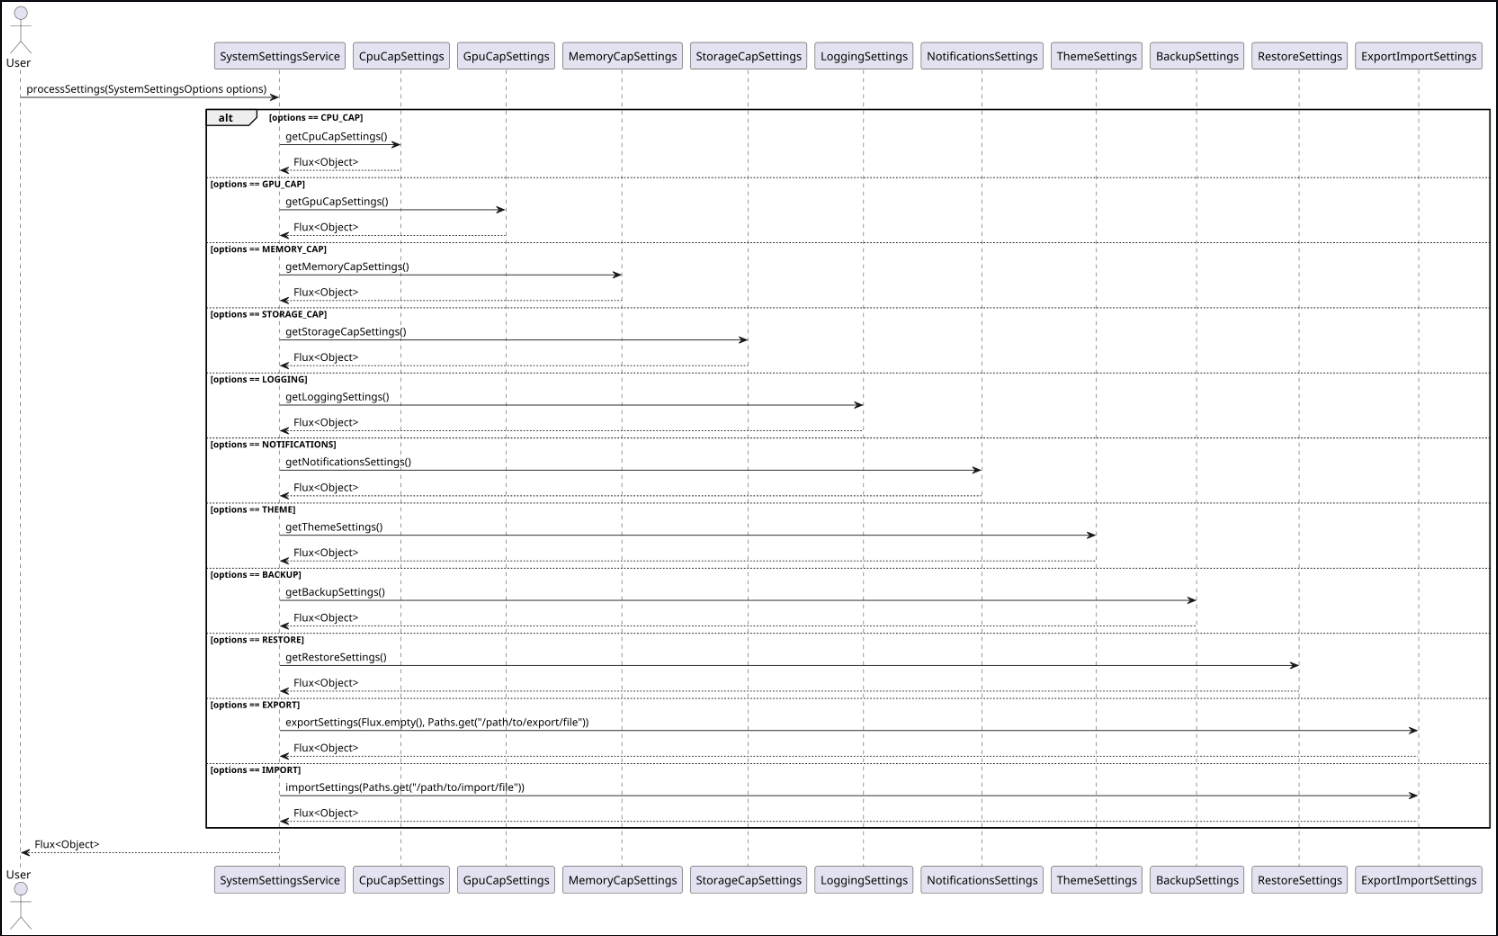 SystemSettingsService CpuCapSettings GpuCapSettings MemoryCapSettings StorageCapSettings LoggingSettings NotificationsSettings ThemeSettings BackupSettings RestoreSettings ExportImportSettings
User
processSettings(SystemSettingsOptions options)
alt [options == CPU_CAP]
getCpuCapSettings()
Flux<Object>
[options == GPU_CAP]
getGpuCapSettings()
Flux<Object>
[options == MEMORY_CAP]
getMemoryCapSettings()
Flux<Object>
[options == STORAGE_CAP]
getStorageCapSettings()
Flux<Object>
[options == LOGGING]
getLoggingSettings()
Flux<Object>
[options == NOTIFICATIONS]
getNotificationsSettings()
Flux<Object>
[options == THEME]
getThemeSettings()
Flux<Object>
[options == BACKUP]
getBackupSettings()
Flux<Object>
[options == RESTORE]
getRestoreSettings()
Flux<Object>
[options == EXPORT]
exportSettings(Flux.empty(), Paths.get("/path/to/export/file"))
Flux<Object>
[options == IMPORT]
importSettings(Paths.get("/path/to/import/file"))
Flux<Object>
Flux<Object>
User
SystemSettingsService CpuCapSettings GpuCapSettings MemoryCapSettings StorageCapSettings LoggingSettings NotificationsSettings ThemeSettings BackupSettings RestoreSettings ExportImportSettings